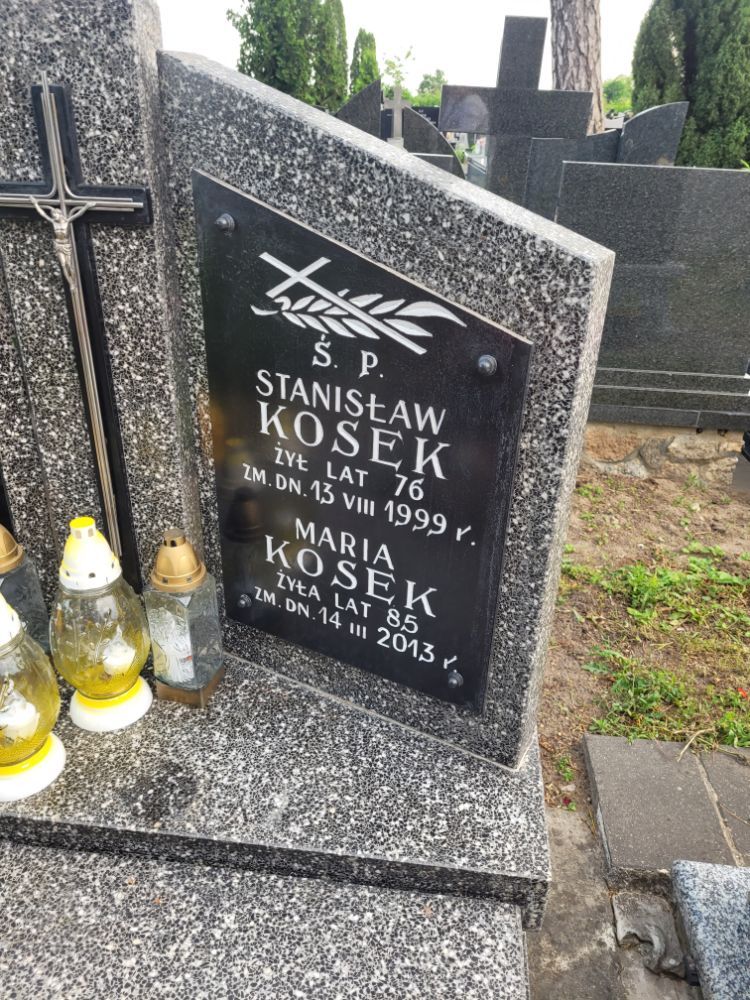 Ś. P.
STANISŁAW
KOSEK
ŻYŁ LAT 76
ZM. DN. 13 VIII 1999 r.
MARIA
KOSEK
ŻYŁA LAT 85
ZM. DN. 14 III 2013 r.